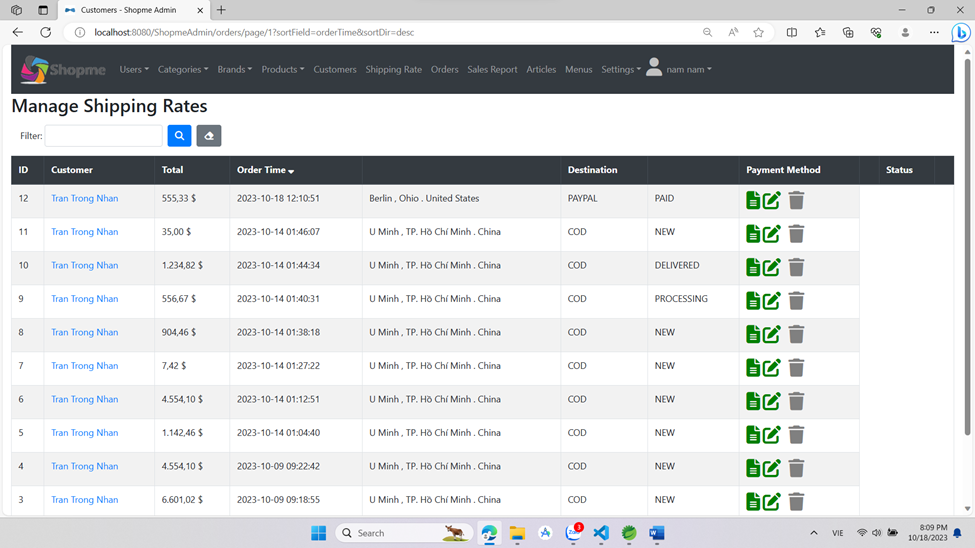 Customers - Shopme Admin
localhost:8080/ShopmeAdmin/orders/page/1?sortField=orderTime&sortDir=desc
Shopme Users Categories Brands Products Customers Shipping Rate Orders Sales Report Articles Menus Settings nam nam
Manage Shipping Rates
Filter:
ID Customer Total Order Time Destination Payment Method Status
12 Tran Trong Nhan 555,33 $ 2023-10-18 12:10:51 Berlin , Ohio . United States PAYPAL PAID
11 Tran Trong Nhan 35,00 $ 2023-10-14 01:46:07 U Minh , TP. Hồ Chí Minh . China COD NEW
10 Tran Trong Nhan 1.234,82 $ 2023-10-14 01:44:34 U Minh , TP. Hồ Chí Minh . China COD DELIVERED
9 Tran Trong Nhan 556,67 $ 2023-10-14 01:40:31 U Minh , TP. Hồ Chí Minh . China COD PROCESSING
8 Tran Trong Nhan 904,46 $ 2023-10-14 01:38:18 U Minh , TP. Hồ Chí Minh . China COD NEW
7 Tran Trong Nhan 7,42 $ 2023-10-14 01:27:22 U Minh , TP. Hồ Chí Minh . China COD NEW
6 Tran Trong Nhan 4.554,10 $ 2023-10-14 01:12:51 U Minh , TP. Hồ Chí Minh . China COD NEW
5 Tran Trong Nhan 1.142,46 $ 2023-10-14 01:04:40 U Minh , TP. Hồ Chí Minh . China COD NEW
4 Tran Trong Nhan 4.554,10 $ 2023-10-09 09:22:42 U Minh , TP. Hồ Chí Minh . China COD NEW
3 Tran Trong Nhan 6.601,02 $ 2023-10-09 09:18:55 U Minh , TP. Hồ Chí Minh . China COD NEW
Search 3 VIE 8:09 PM
10/18/2023